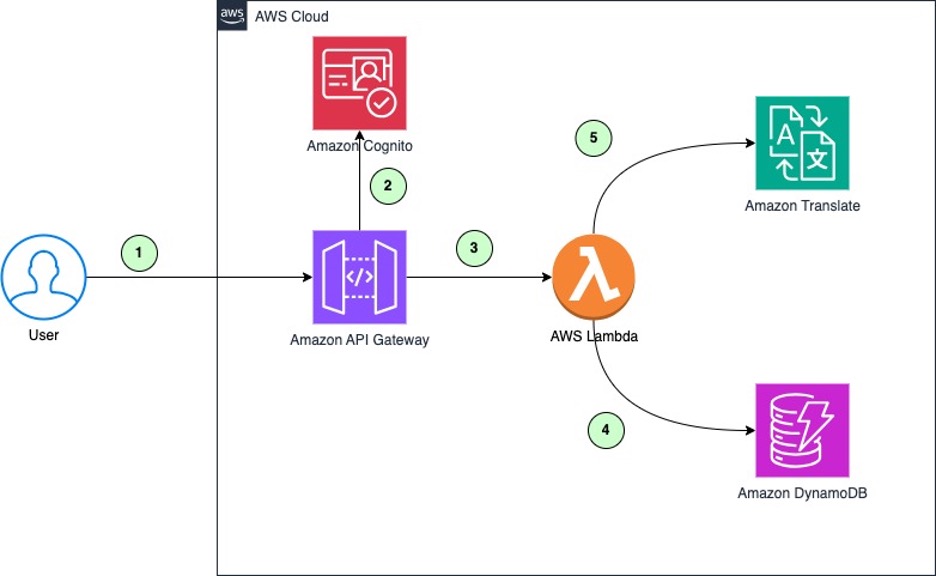 aws
AWS Cloud
Amazon Cognito
2
1
User
Amazon API Gateway
</>
3
AWS Lambda
λ
5
A
文
Amazon Translate
4
Amazon DynamoDB